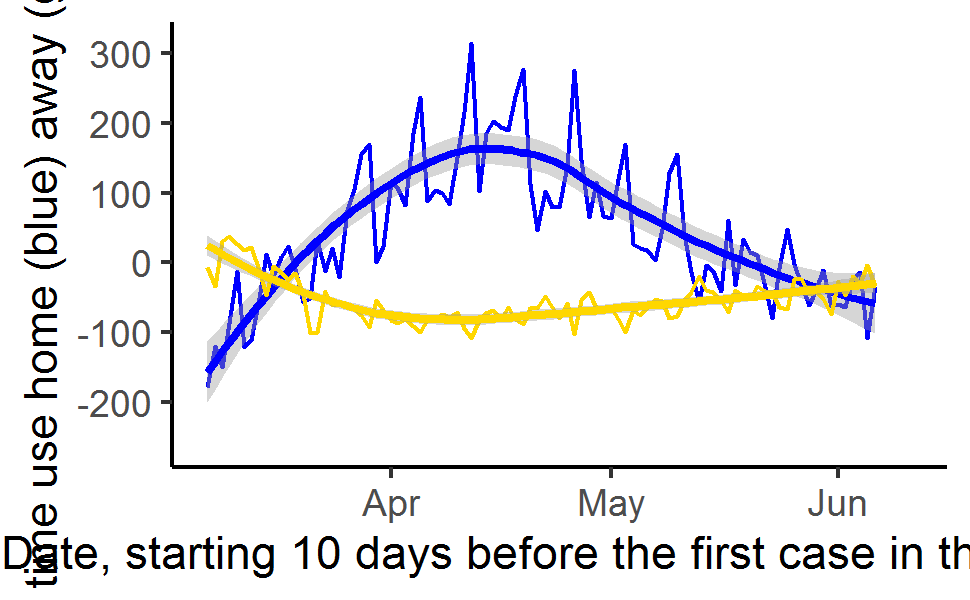 time use home (blue) away (
300
200
100
0
-100
-200
Apr May Jun
Date, starting 10 days before the first case in